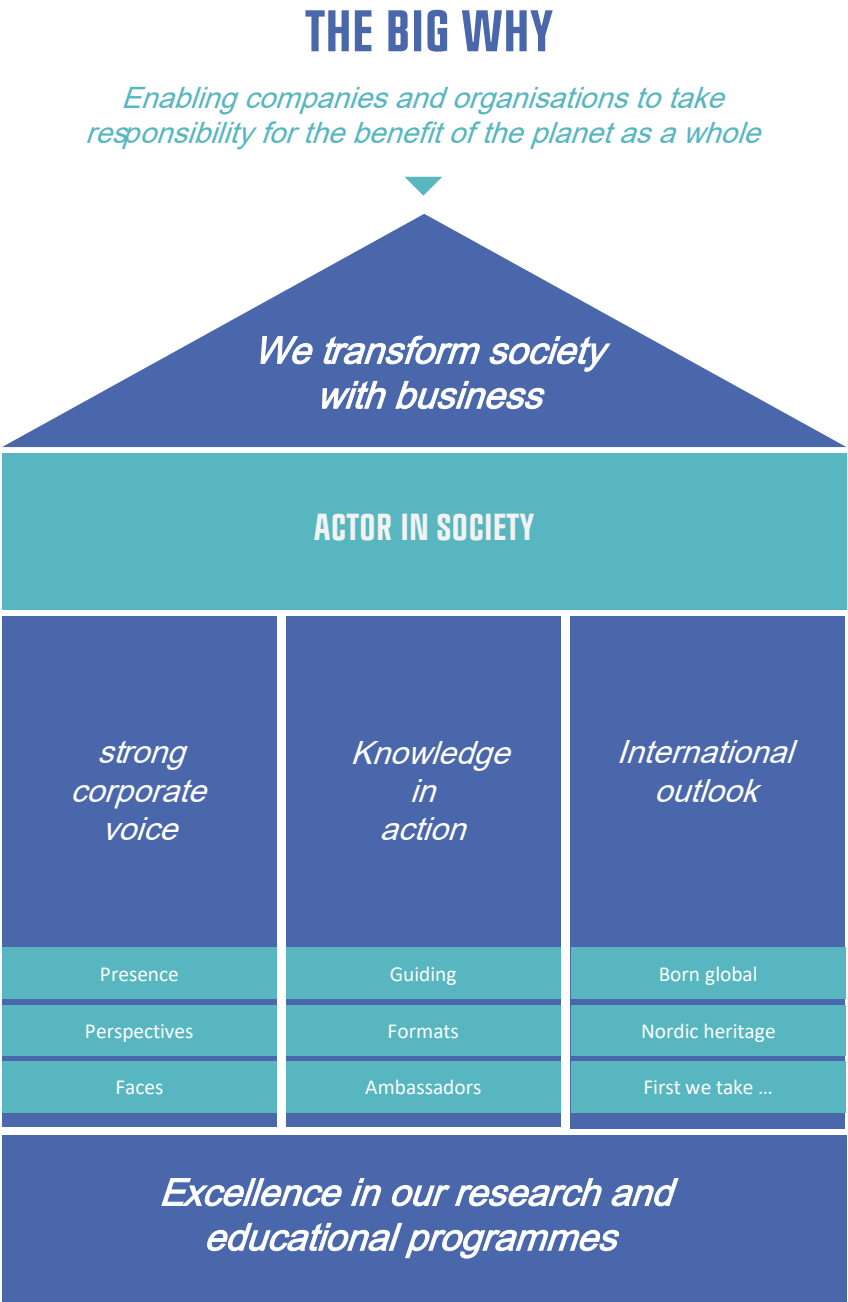 THE BIG WHY
Enabling companies and organisations to take
responsibility for the benefit of the planet as a whole
We transform society
with business
ACTOR IN SOCIETY
strong
corporate
voice
Presence
Perspectives
Faces
Knowledge
in
action
Guiding
Formats
Ambassadors
International
outlook
Born global
Nordic heritage
First we take ...
Excellence in our research and
educational programmes